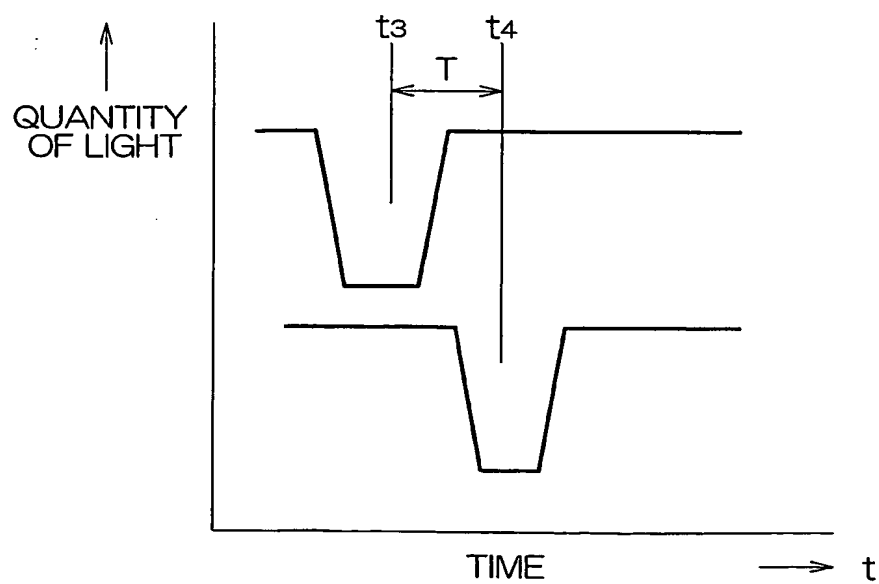 t3 t4
T
QUANTITY
OF LIGHT
TIME
t